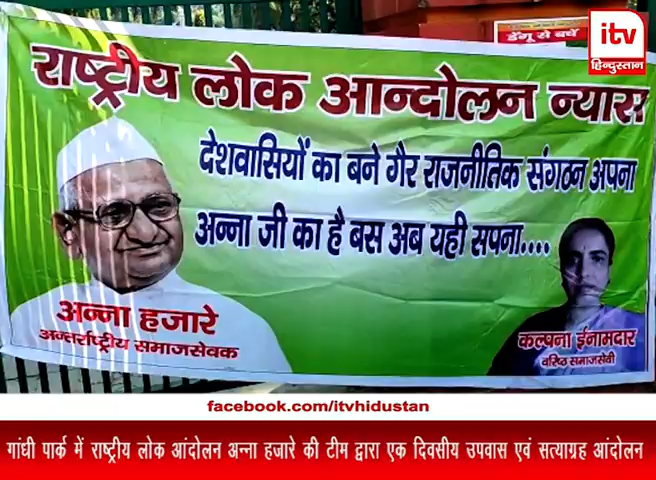 डेंगू से बचें
itv
हिन्दुस्तान
राष्ट्रीय लोक आन्दोलन न्यास
देशवासियों का बने गैर राजनीतिक संगठन अपना
अन्ना जी का है बस अब यही सपना....
अन्ना हजारे
अन्तर्राष्ट्रीय समाजसेवक
कल्पना ईनामदार
वरिष्ठ समाजसेवी
facebook.com/itvhidustan
गांधी पार्क में राष्ट्रीय लोक आंदोलन अन्ना हजारे की टीम द्वारा एक दिवसीय उपवास एवं सत्याग्रह आंदोलन